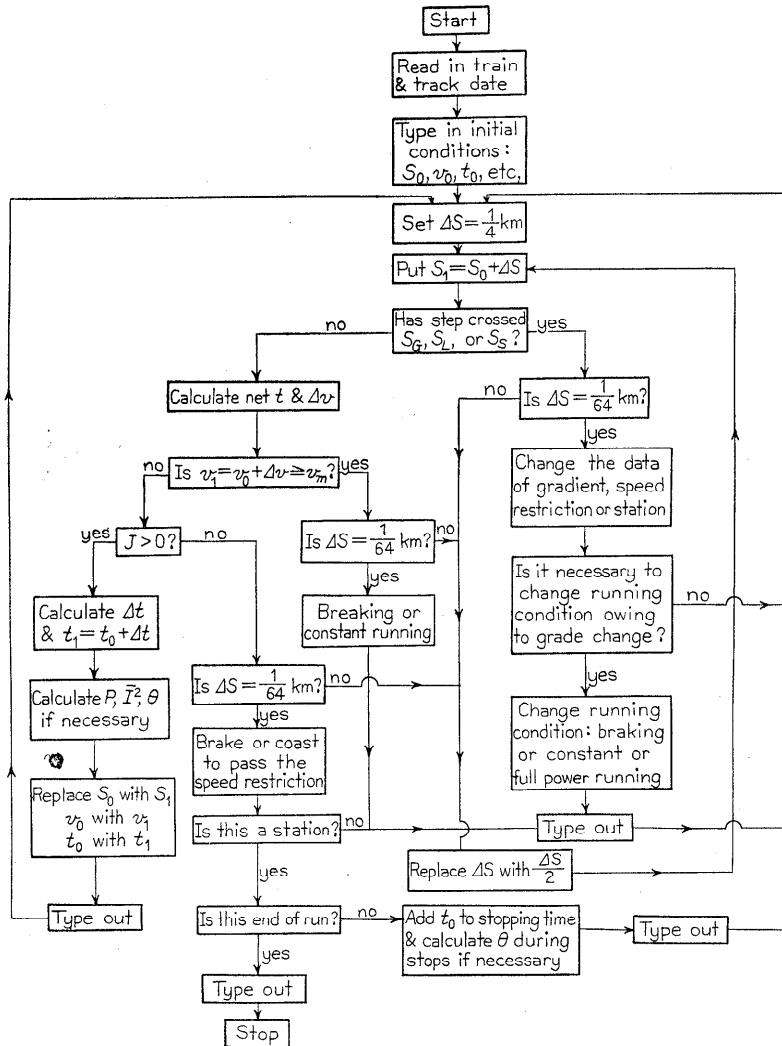 Start
Read in train
& track date
Type in initial
conditions:
S₀, v₀, t₀, etc,
Set ΔS=1/4 km
Put S₁=S₀+ΔS
Has step crossed
S_G, S_L, or S_S?
no
yes
Calculate net t & Δv
Is ΔS=1/64 km?
no
yes
Is v₁=v₀+Δv≧v_m?
no
yes
Change the data
of gradient, speed
restriction or station
J>0?
yes
no
Is ΔS=1/64 km?
no
yes
Is it necessary to
change running
condition owing
to grade change?
no
yes
Calculate Δt
& t₁=t₀+Δt
Breaking or
constant running
Calculate P, Ī², θ
if necessary
Is ΔS=1/64 km?
no
yes
Change running
condition: braking
or constant or
full power running
Brake or coast
to pass the
speed restriction
Replace S₀ with S₁
v₀ with v₁
t₀ with t₁
Is this a station?
no
yes
Type out
Replace ΔS with ΔS/2
Type out
Is this end of run?
no
yes
Add t₀ to stopping time
& calculate θ during
stops if necessary
Type out
Type out
Stop